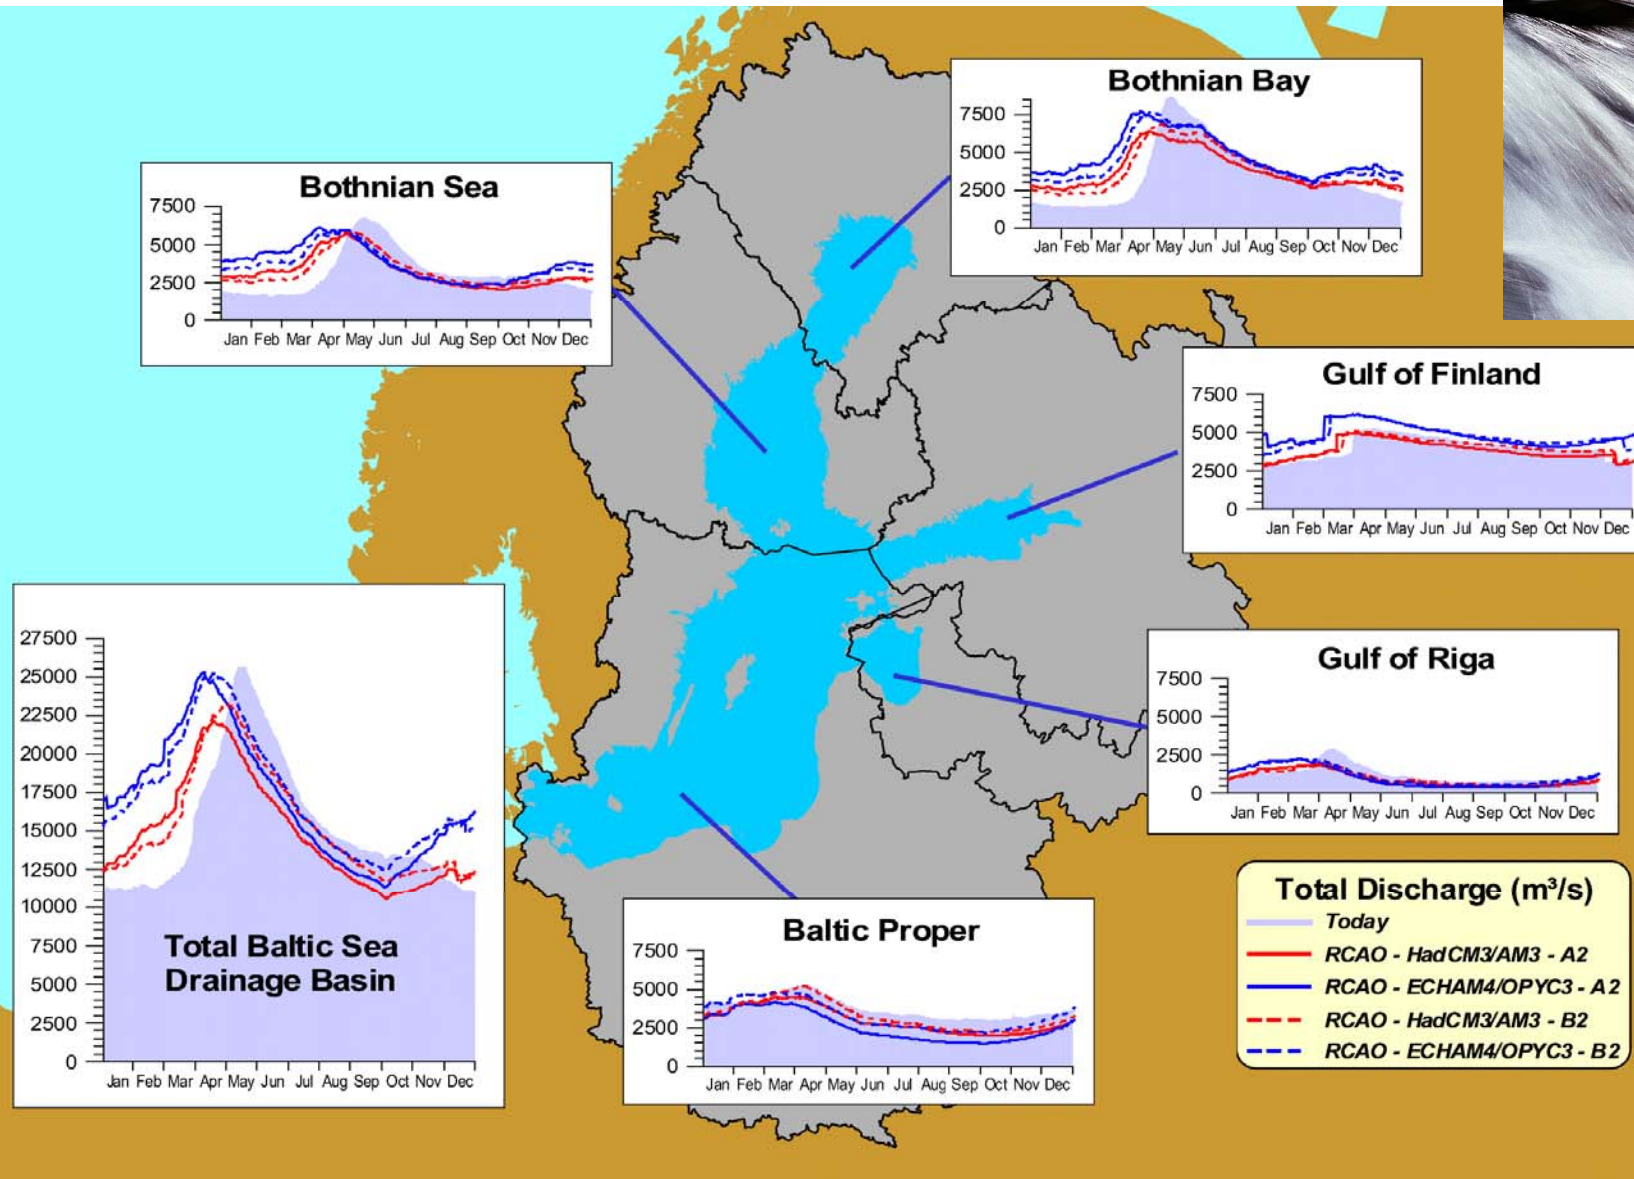 Bothnian Bay
7500
5000
2500
0
Jan Feb Mar Apr May Jun Jul Aug Sep Oct Nov Dec
Bothnian Sea
7500
5000
2500
0
Jan Feb Mar Apr May Jun Jul Aug Sep Oct Nov Dec
Gulf of Finland
7500
5000
2500
0
Jan Feb Mar Apr May Jun Jul Aug Sep Oct Nov Dec
27500
25000
22500
20000
17500
15000
12500
10000
7500
5000
2500
0
Total Baltic Sea
Drainage Basin
Jan Feb Mar Apr May Jun Jul Aug Sep Oct Nov Dec
Gulf of Riga
7500
5000
2500
0
Jan Feb Mar Apr May Jun Jul Aug Sep Oct Nov Dec
Baltic Proper
7500
5000
2500
0
Jan Feb Mar Apr May Jun Jul Aug Sep Oct Nov Dec
Total Discharge (m³/s)
Today
RCAO - HadCM3/AM3 - A2
RCAO - ECHAM4/OPYC3 - A2
RCAO - HadCM3/AM3 - B2
RCAO - ECHAM4/OPYC3 - B2